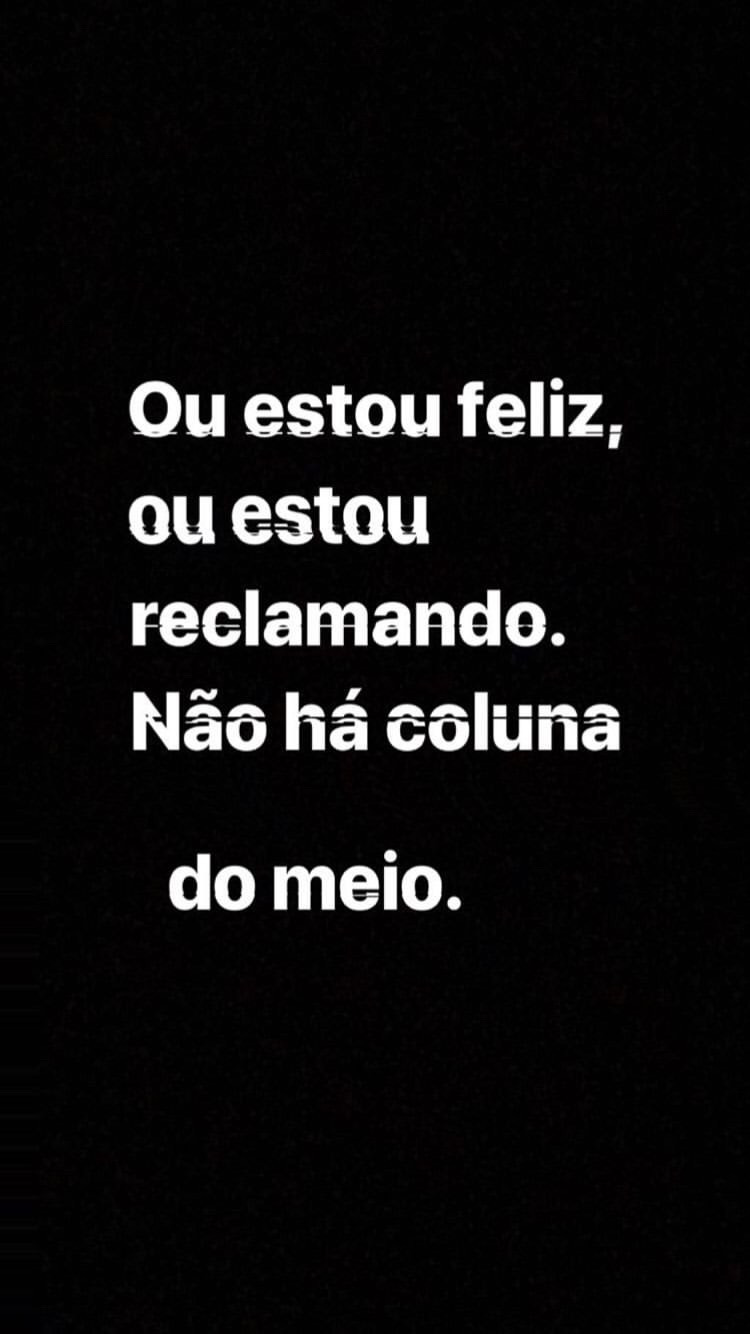 Ou estou feliz,
ou estou
reclamando.
Não há coluna
do meio.